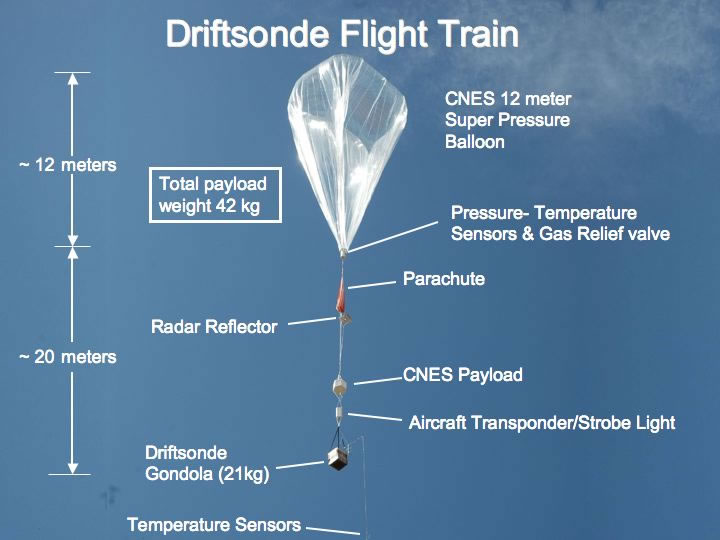 Driftsonde Flight Train
CNES 12 meter
Super Pressure
Balloon
~ 12 meters
Total payload
weight 42 kg
Pressure- Temperature
Sensors & Gas Relief valve
Parachute
Radar Reflector
~ 20 meters
CNES Payload
Aircraft Transponder/Strobe Light
Driftsonde
Gondola (21kg)
Temperature Sensors